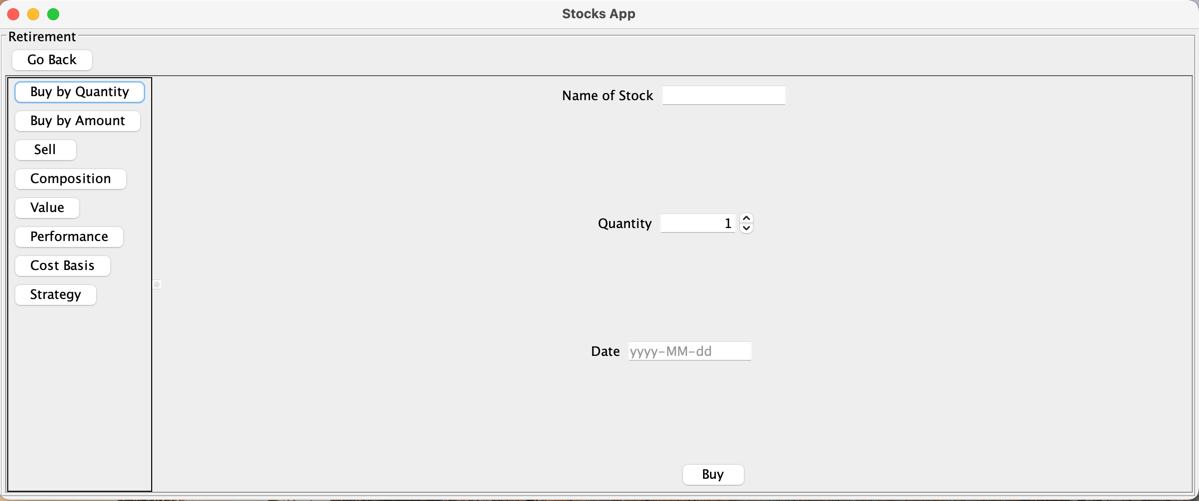 Stocks App
Retirement
Go Back
Buy by Quantity
Buy by Amount
Sell
Composition
Value
Performance
Cost Basis
Strategy
Name of Stock
Quantity 1
Date yyyy-MM-dd
Buy